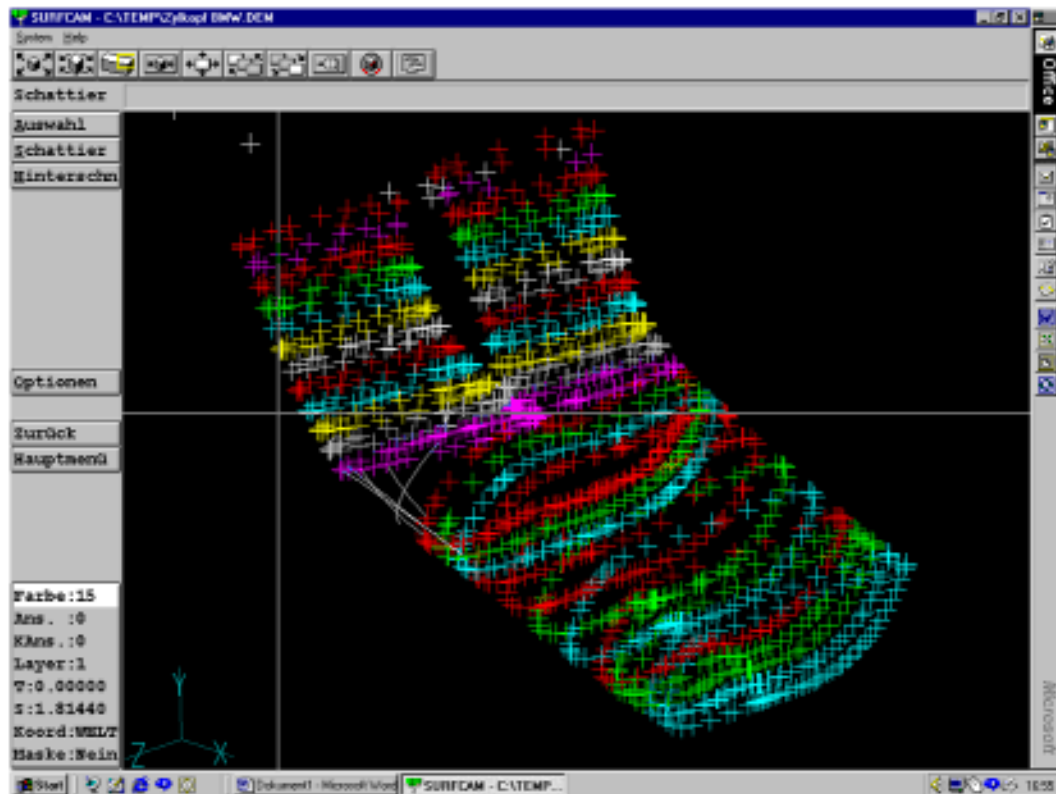 SURFCAM - C:\TEMP\Zylkopf BMW.DCM
System Help
Schattier
Auswahl
Schattier
Hinterschn
Optionen
Zurück
Hauptmenü
Farbe:15
Ans. :0
KAns.:0
Layer:1
T:0.00000
S:1.81440
Koord:WELT
Maske:Nein
Y
Z X
Office
Microsoft
Start
Dokument1 - Microsoft Word
SURFCAM - C:\TEMP...